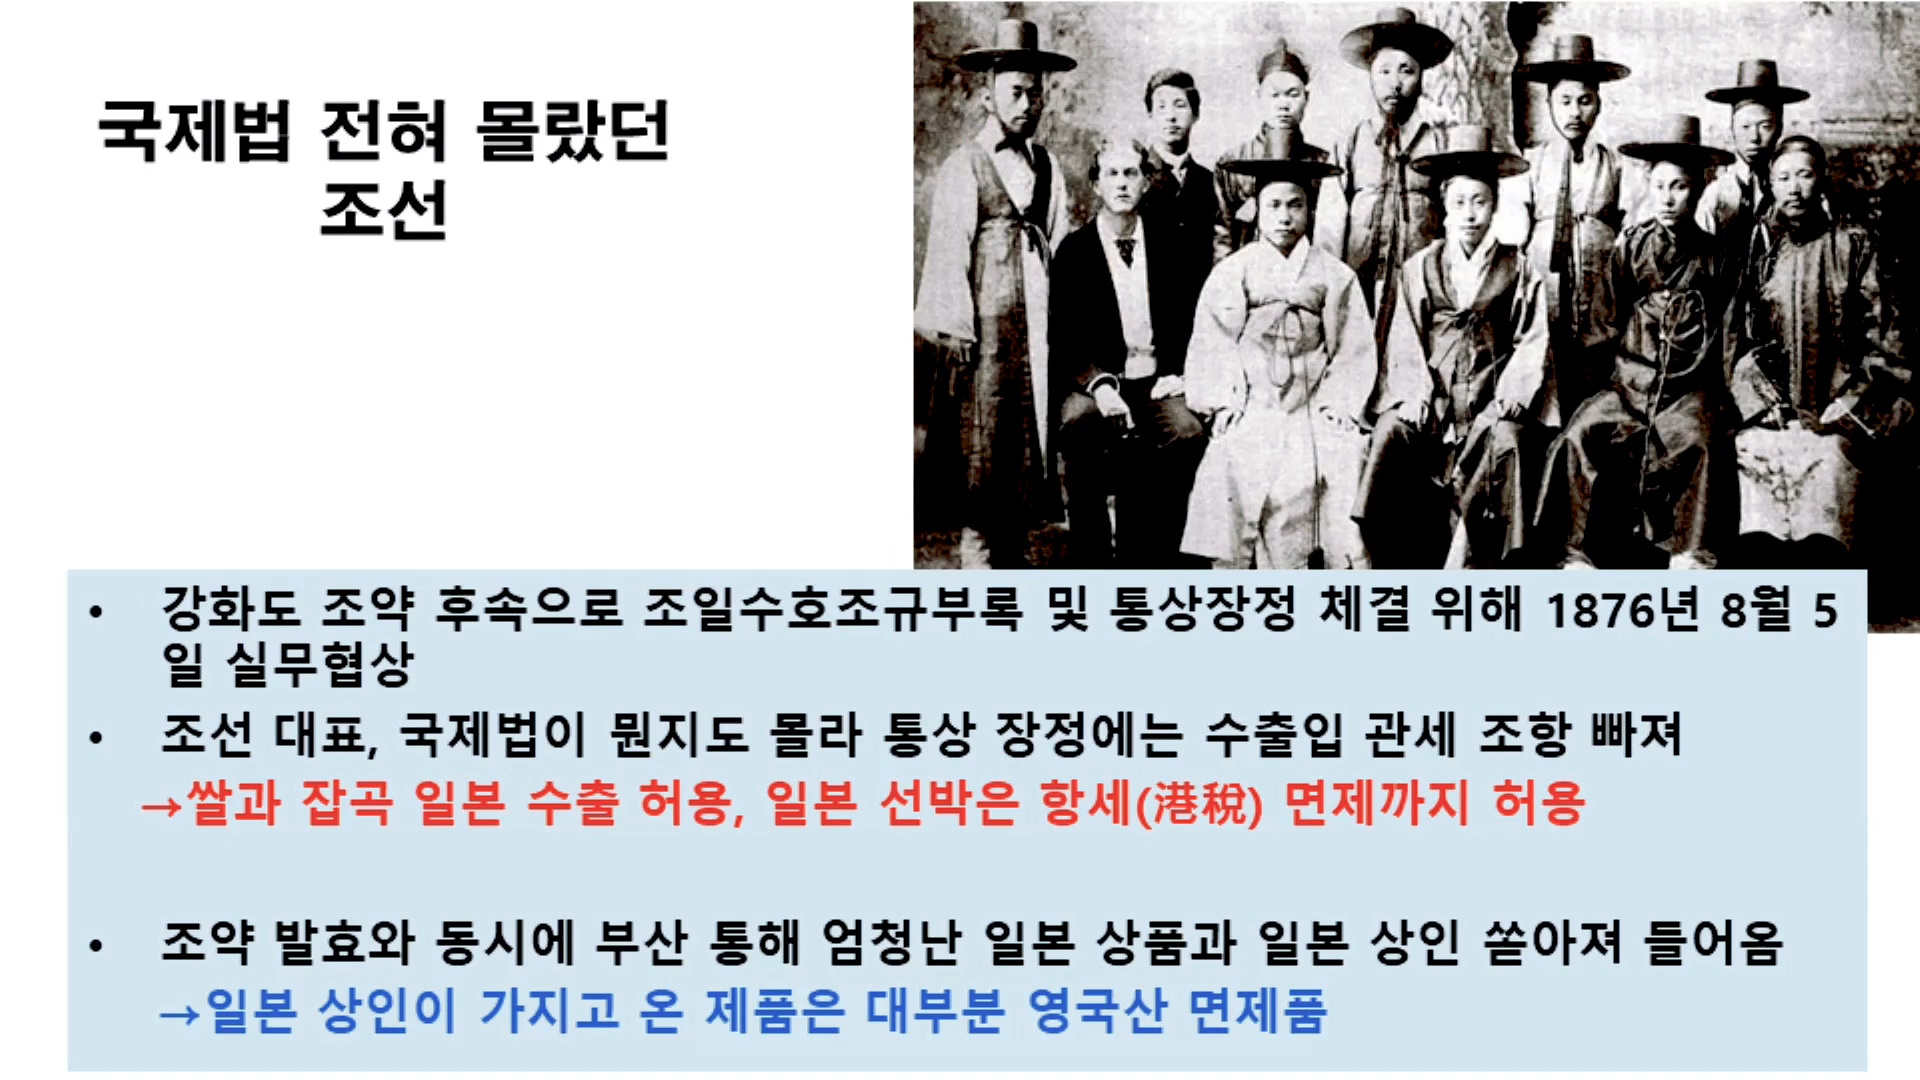 국제법 전혀 몰랐던
조선
• 강화도 조약 후속으로 조일수호조규부록 및 통상장정 체결 위해 1876년 8월 5
일 실무협상
• 조선 대표, 국제법이 뭔지도 몰라 통상 장정에는 수출입 관세 조항 빠져
→쌀과 잡곡 일본 수출 허용, 일본 선박은 항세(港稅) 면제까지 허용
• 조약 발효와 동시에 부산 통해 엄청난 일본 상품과 일본 상인 쏟아져 들어옴
→일본 상인이 가지고 온 제품은 대부분 영국산 면제품